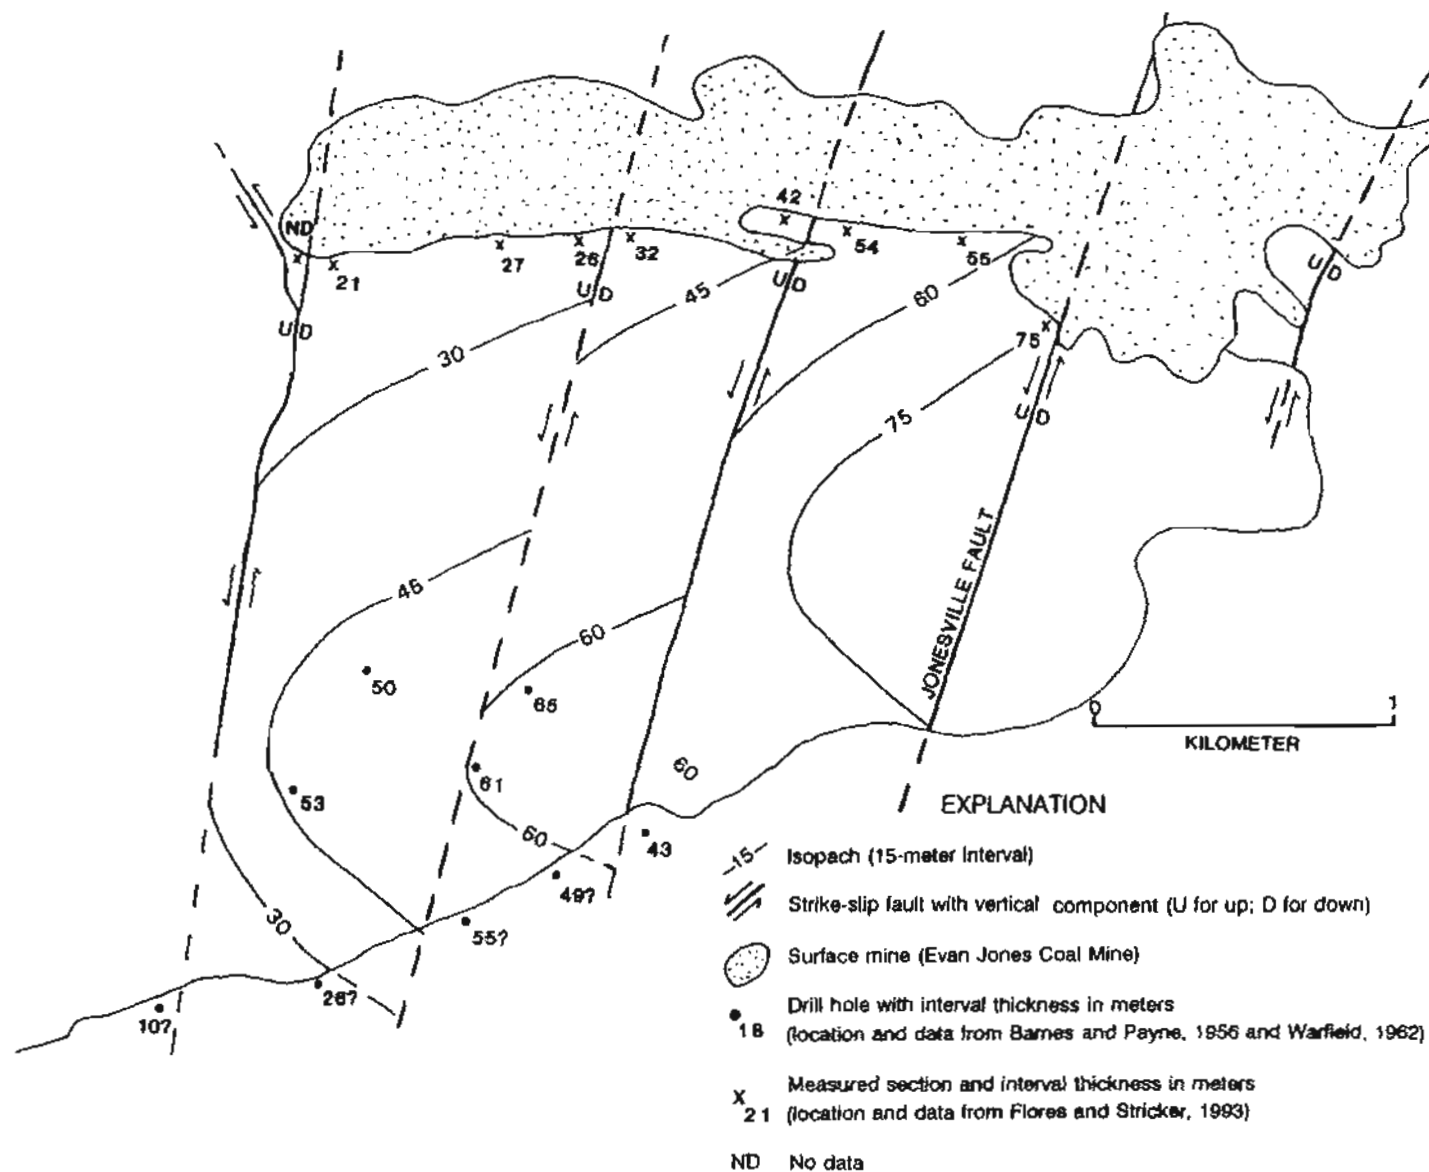 42
ND
21
27
26
32
54
55
U D
U D
U D
U D
45
60
30
75
75
U D
46
JONESVILLE FAULT
60
50
65
61
53
60
60
43
49?
55?
30
26?
10?
0 1
KILOMETER
EXPLANATION
—15— Isopach (15-meter Interval)
Strike-slip fault with vertical component (U for up; D for down)
Surface mine (Evan Jones Coal Mine)
Drill hole with interval thickness in meters
18 (location and data from Barnes and Payne, 1956 and Warfield, 1962)
X Measured section and interval thickness in meters
21 (location and data from Flores and Stricker, 1993)
ND No data